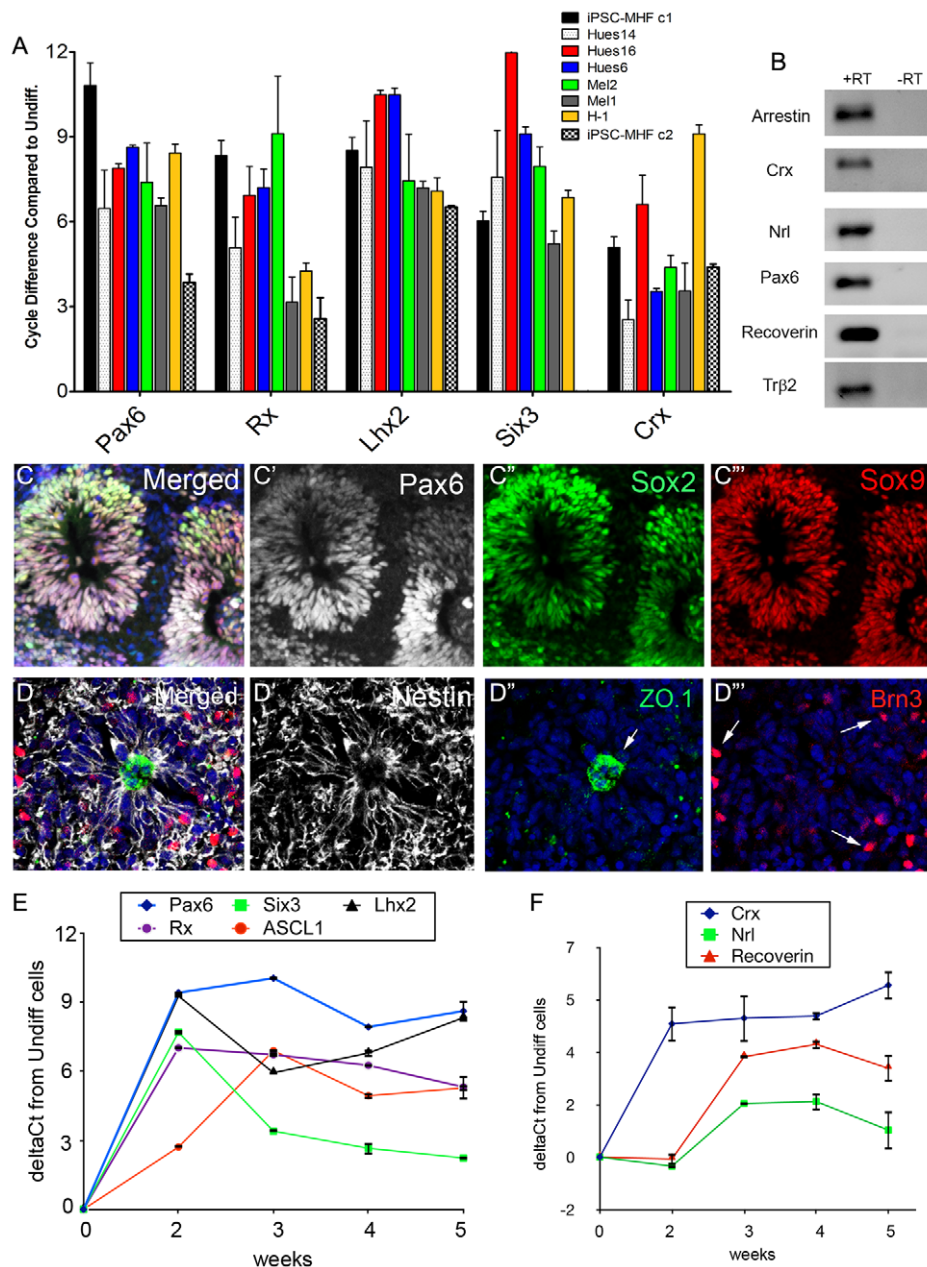 A
Cycle Difference Compared to Undiff.
12
9
6
3
0
iPSC-MHF c1
Hues14
Hues16
Hues6
Mel2
Mel1
H-1
iPSC-MHF c2
Pax6
Rx
Lhx2
Six3
Crx
B
+RT -RT
Arrestin
Crx
Nrl
Pax6
Recoverin
Trβ2
C Merged
C' Pax6
C" Sox2
C"' Sox9
D Merged
D' Nestin
D" ZO.1
D"' Brn3
E
Pax6 Six3 Lhx2
Rx ASCL1
deltaCt from Undiff cells
12
9
6
3
0
0 2 3 4 5
weeks
F
Crx
Nrl
Recoverin
deltaCt from Undiff cells
7
5
4
2
0
-2
0 2 3 4 5
weeks